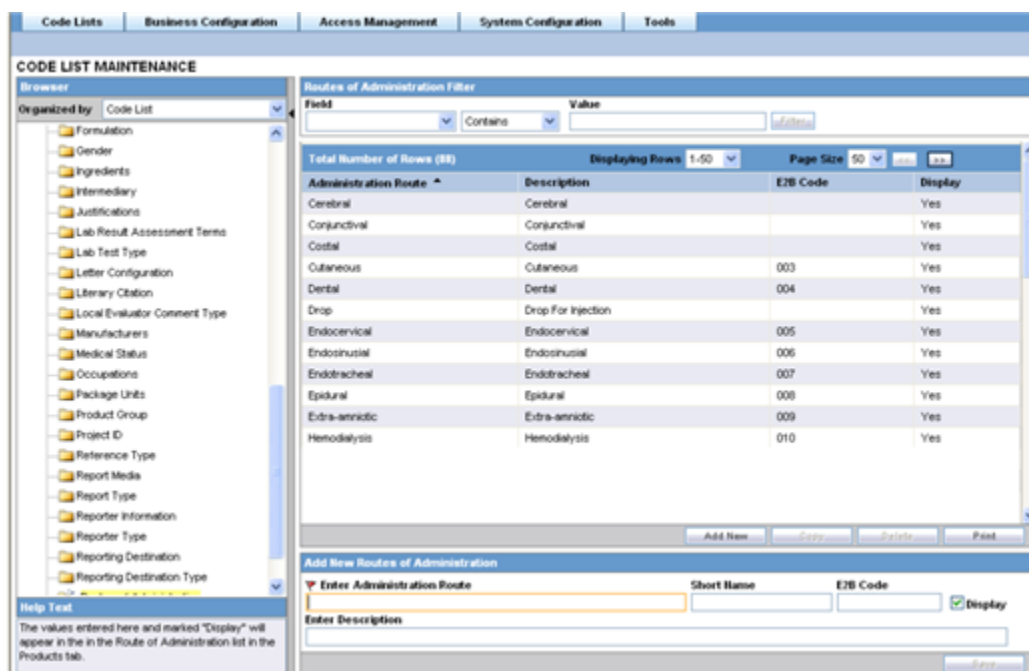 Code Lists Business Configuration Access Management System Configuration Tools
CODE LIST MAINTENANCE
Browser
Organized by Code List
Formulation
Gender
Ingredients
Intermediary
Justifications
Lab Result Assessment Terms
Lab Test Type
Letter Configuration
Literary Citation
Local Evaluator Comment Type
Manufacturers
Medical Status
Occupations
Package Units
Product Group
Project ID
Reference Type
Report Media
Report Type
Reporter Information
Reporter Type
Reporting Destination
Reporting Destination Type
Help Text
The values entered here and marked "Display" will
appear in the in the Route of Administration list in the
Products tab.
Routes of Administration Filter
Field Value
Contains Filter
Total Number of Rows (88) Displaying Rows 1-50 Page Size 50 << >>
Administration Route Description E2B Code Display
Cerebral Cerebral Yes
Conjunctival Conjunctival Yes
Costal Costal Yes
Cutaneous Cutaneous 003 Yes
Dental Dental 004 Yes
Drop Drop For Injection Yes
Endocervical Endocervical 005 Yes
Endosinusial Endosinusial 006 Yes
Endotracheal Endotracheal 007 Yes
Epidural Epidural 008 Yes
Extra-amniotic Extra-amniotic 009 Yes
Hemodialysis Hemodialysis 010 Yes
Add New Copy Delete Print
Add New Routes of Administration
Enter Administration Route Short Name E2B Code
Display
Enter Description
Save